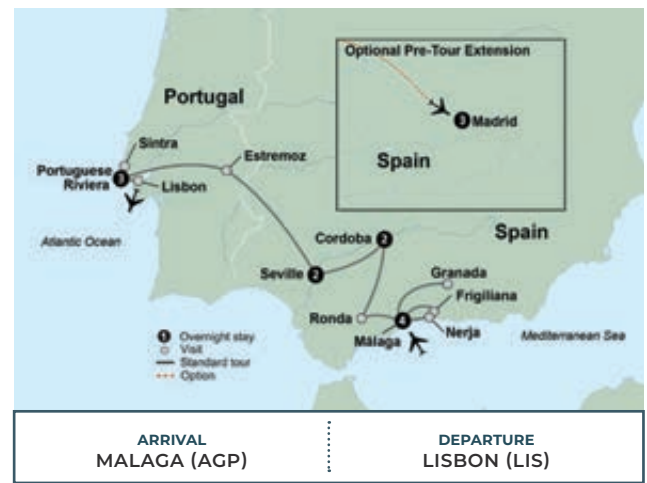 Optional Pre-Tour Extension
Portugal
3 Madrid
Sintra
Estremoz
Portuguese
Riviera
3
Lisbon
Spain
Atlantic Ocean
Cordoba 2
Spain
Seville 2
Granada
Frigiliana
Ronda
4
Málaga
Nerja
Mediterranean Sea
1 Overnight stay
Visit
Standard tour
Option
ARRIVAL
MALAGA (AGP)
DEPARTURE
LISBON (LIS)